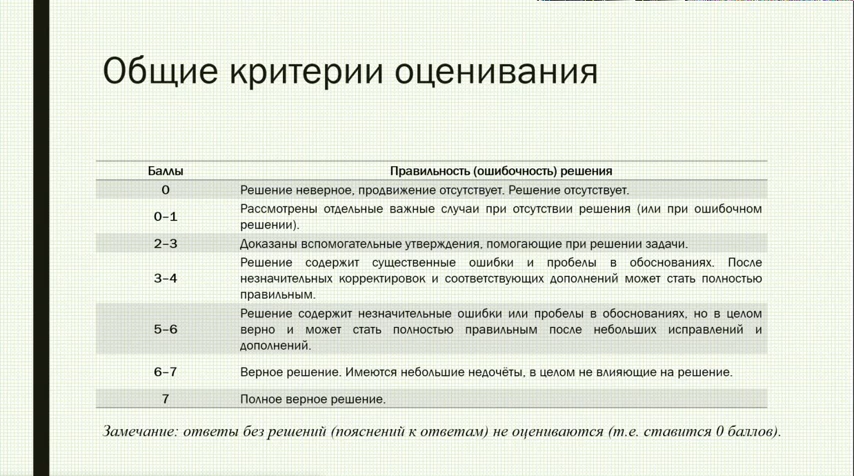 Общие критерии оценивания
Баллы Правильность (ошибочность) решения
0 Решение неверное, продвижение отсутствует. Решение отсутствует.
0–1 Рассмотрены отдельные важные случаи при отсутствии решения (или при ошибочном
решении).
2–3 Доказаны вспомогательные утверждения, помогающие при решении задачи.
Решение содержит существенные ошибки и пробелы в обоснованиях. После
3–4 незначительных корректировок и соответствующих дополнений может стать полностью
правильным.
Решение содержит незначительные ошибки или пробелы в обоснованиях, но в целом
5–6 верно и может стать полностью правильным после небольших исправлений и
дополнений.
6–7 Верное решение. Имеются небольшие недочёты, в целом не влияющие на решение.
7 Полное верное решение.
Замечание: ответы без решений (пояснений к ответам) не оцениваются (т.е. ставится 0 баллов).